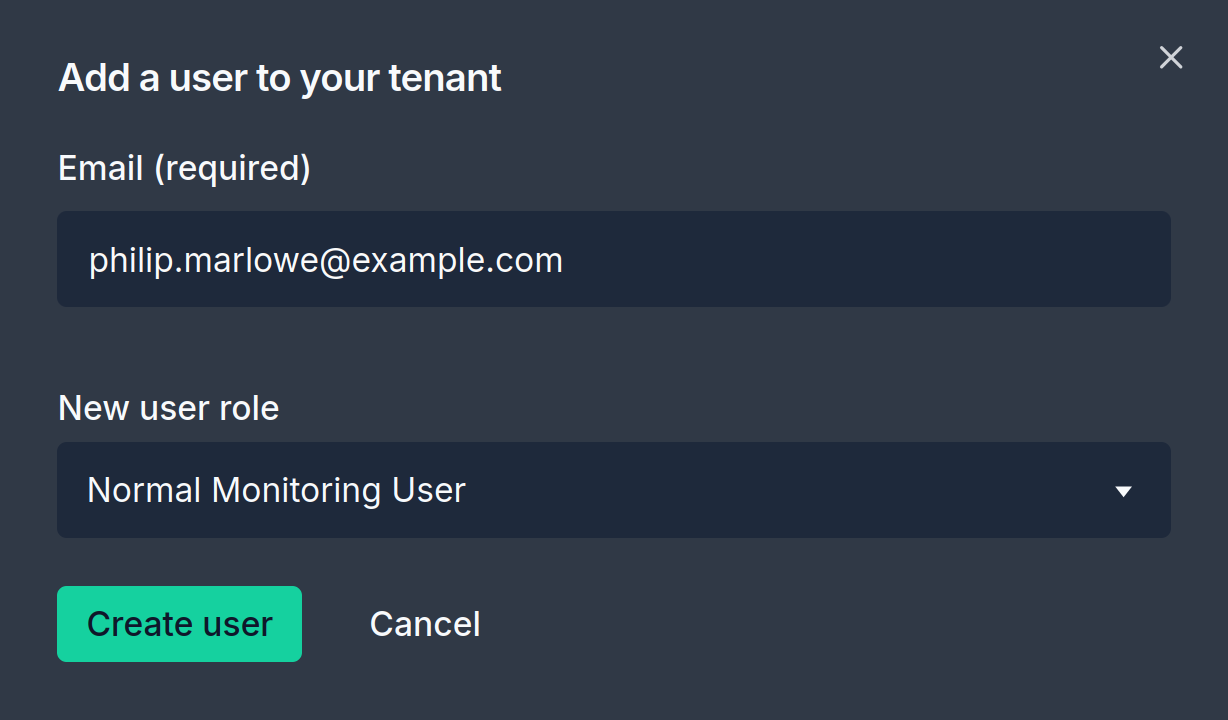 Add a user to your tenant
Email (required)
philip.marlowe@example.com
New user role
Normal Monitoring User
Create user
Cancel